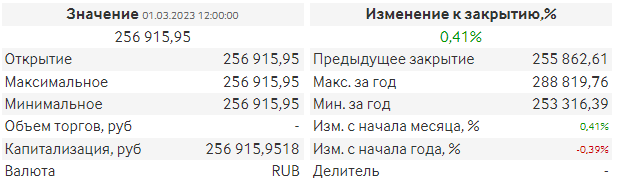 Значение 01.03.2023 12:00:00 Изменение к закрытию,%
256 915,95 0,41%
Открытие 256 915,95 Предыдущее закрытие 255 862,61
Максимальное 256 915,95 Макс. за год 288 819,76
Минимальное 256 915,95 Мин. за год 253 316,39
Объем торгов, руб - Изм. с начала месяца, % 0,41%
Капитализация, руб 256 915,9518 Изм. с начала года, % -0,39%
Валюта RUB Делитель -